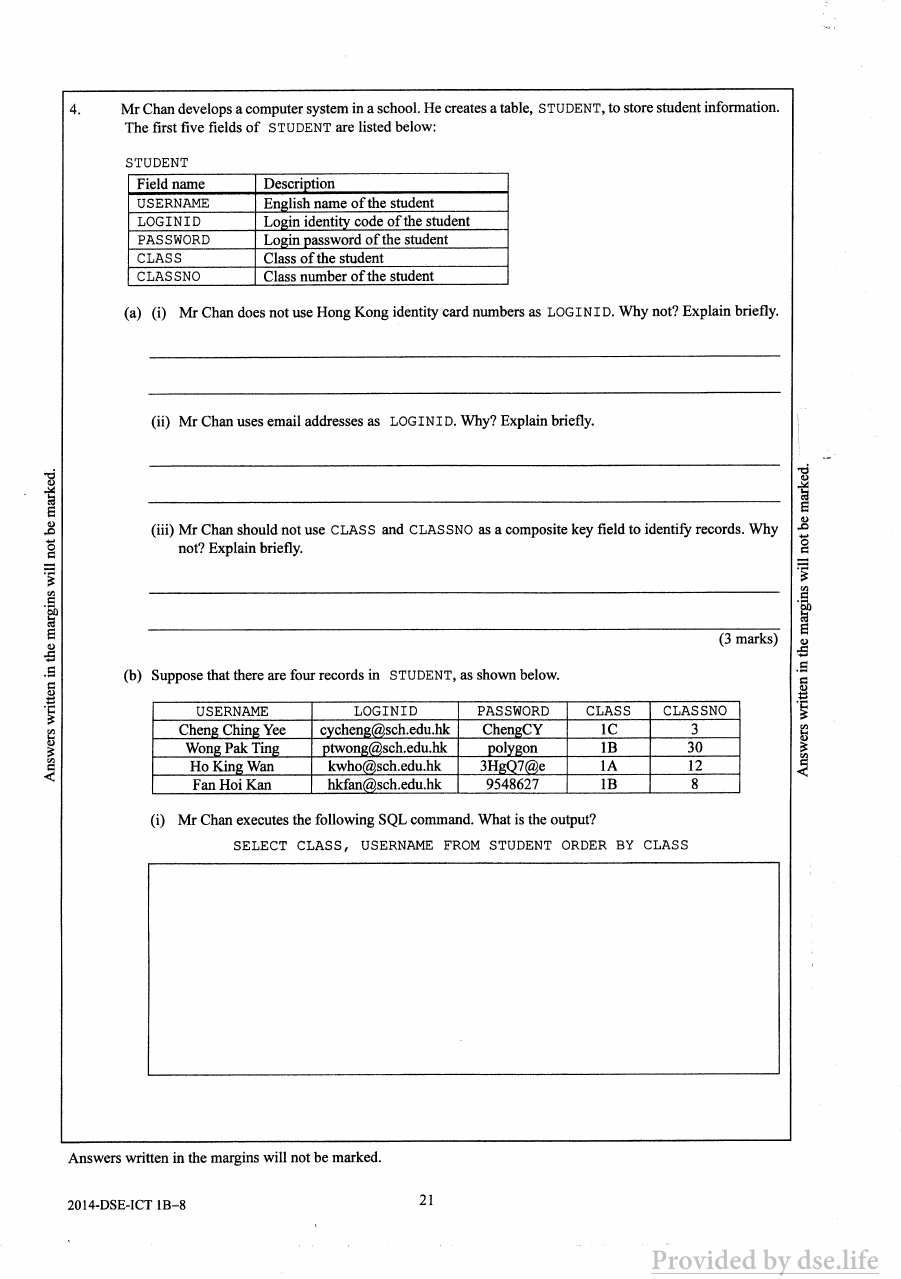 4. Mr Chan develops a computer system in a school. He creates a table, STUDENT, to store student information.
The first five fields of STUDENT are listed below:
STUDENT
Field name Description
USERNAME English name of the student
LOGINID Login identity code of the student
PASSWORD Login password of the student
CLASS Class of the student
CLASSNO Class number of the student
(a) (i) Mr Chan does not use Hong Kong identity card numbers as LOGINID. Why not? Explain briefly.
(ii) Mr Chan uses email addresses as LOGINID. Why? Explain briefly.
(iii) Mr Chan should not use CLASS and CLASSNO as a composite key field to identify records. Why
not? Explain briefly.
(3 marks)
(b) Suppose that there are four records in STUDENT, as shown below.
USERNAME LOGINID PASSWORD CLASS CLASSNO
Cheng Ching Yee cycheng@sch.edu.hk ChengCY 1C 3
Wong Pak Ting ptwong@sch.edu.hk polygon 1B 30
Ho King Wan kwho@sch.edu.hk 3HgQ7@e 1A 12
Fan Hoi Kan hkfan@sch.edu.hk 9548627 1B 8
(i) Mr Chan executes the following SQL command. What is the output?
SELECT CLASS, USERNAME FROM STUDENT ORDER BY CLASS
Answers written in the margins will not be marked.
Answers written in the margins will not be marked.
Answers written in the margins will not be marked.
2014-DSE-ICT 1B–8
21
Provided by dse.life